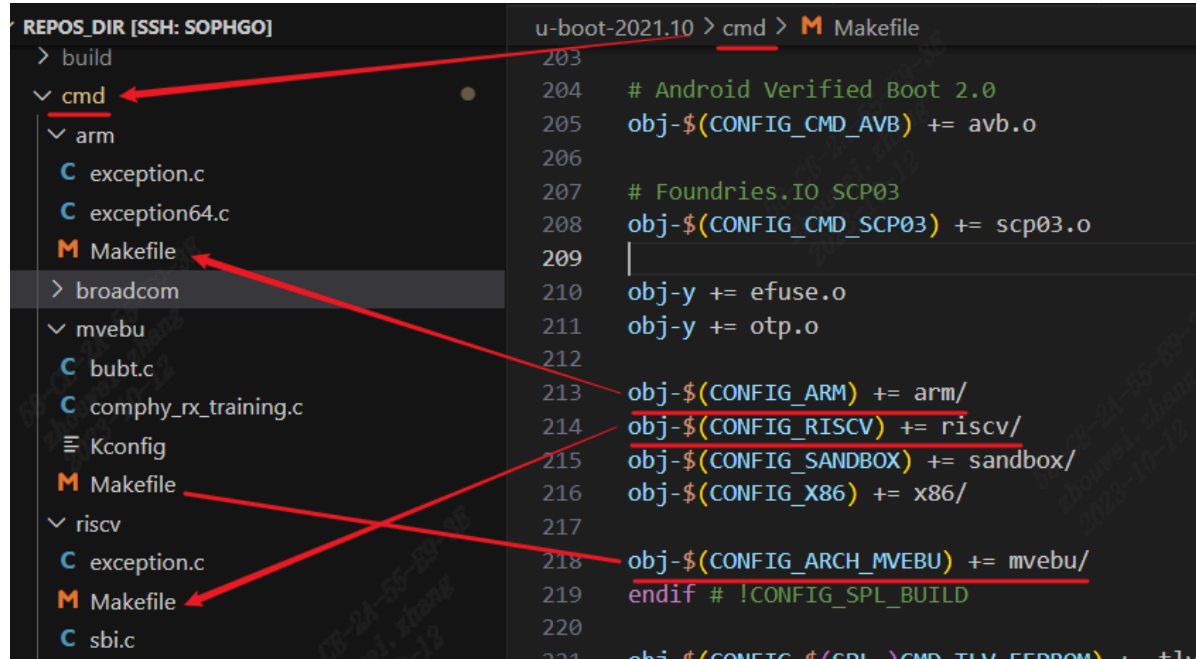 REPOS_DIR [SSH: SOPHGO]
build
cmd
arm
exception.c
exception64.c
Makefile
broadcom
mvebu
bubt.c
comphy_rx_training.c
Kconfig
Makefile
riscv
exception.c
Makefile
sbi.c
u-boot-2021.10 > cmd > Makefile
203
204 # Android Verified Boot 2.0
205 obj-$(CONFIG_CMD_AVB) += avb.o
206
207 # Foundries.IO SCP03
208 obj-$(CONFIG_CMD_SCP03) += scp03.o
209
210 obj-y += efuse.o
211 obj-y += otp.o
212
213 obj-$(CONFIG_ARM) += arm/
214 obj-$(CONFIG_RISCV) += riscv/
215 obj-$(CONFIG_SANDBOX) += sandbox/
216 obj-$(CONFIG_X86) += x86/
217
218 obj-$(CONFIG_ARCH_MVEBU) += mvebu/
219 endif # !CONFIG_SPL_BUILD
220